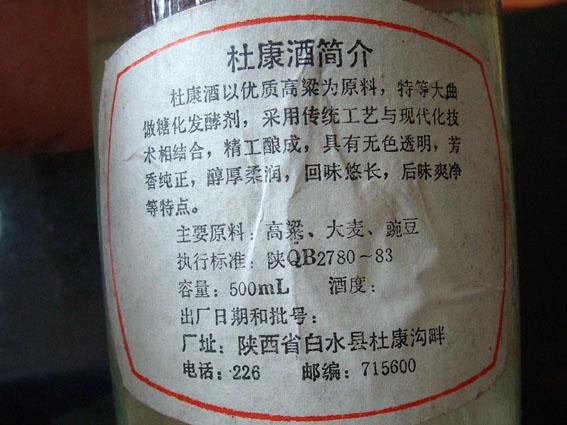 杜康酒简介
杜康酒以优质高粱为原料，特等大曲
做糖化发酵剂，采用传统工艺与现代化技
术相结合，精工酿成，具有无色透明，芳
香纯正，醇厚柔润，回味悠长，后味爽净
等特点。
主要原料：高粱、大麦、豌豆
执行标准：陕QB2780～83
容量：500mL 酒度：
出厂日期和批号：
厂址：陕西省白水县杜康沟畔
电话：226 邮编：715600